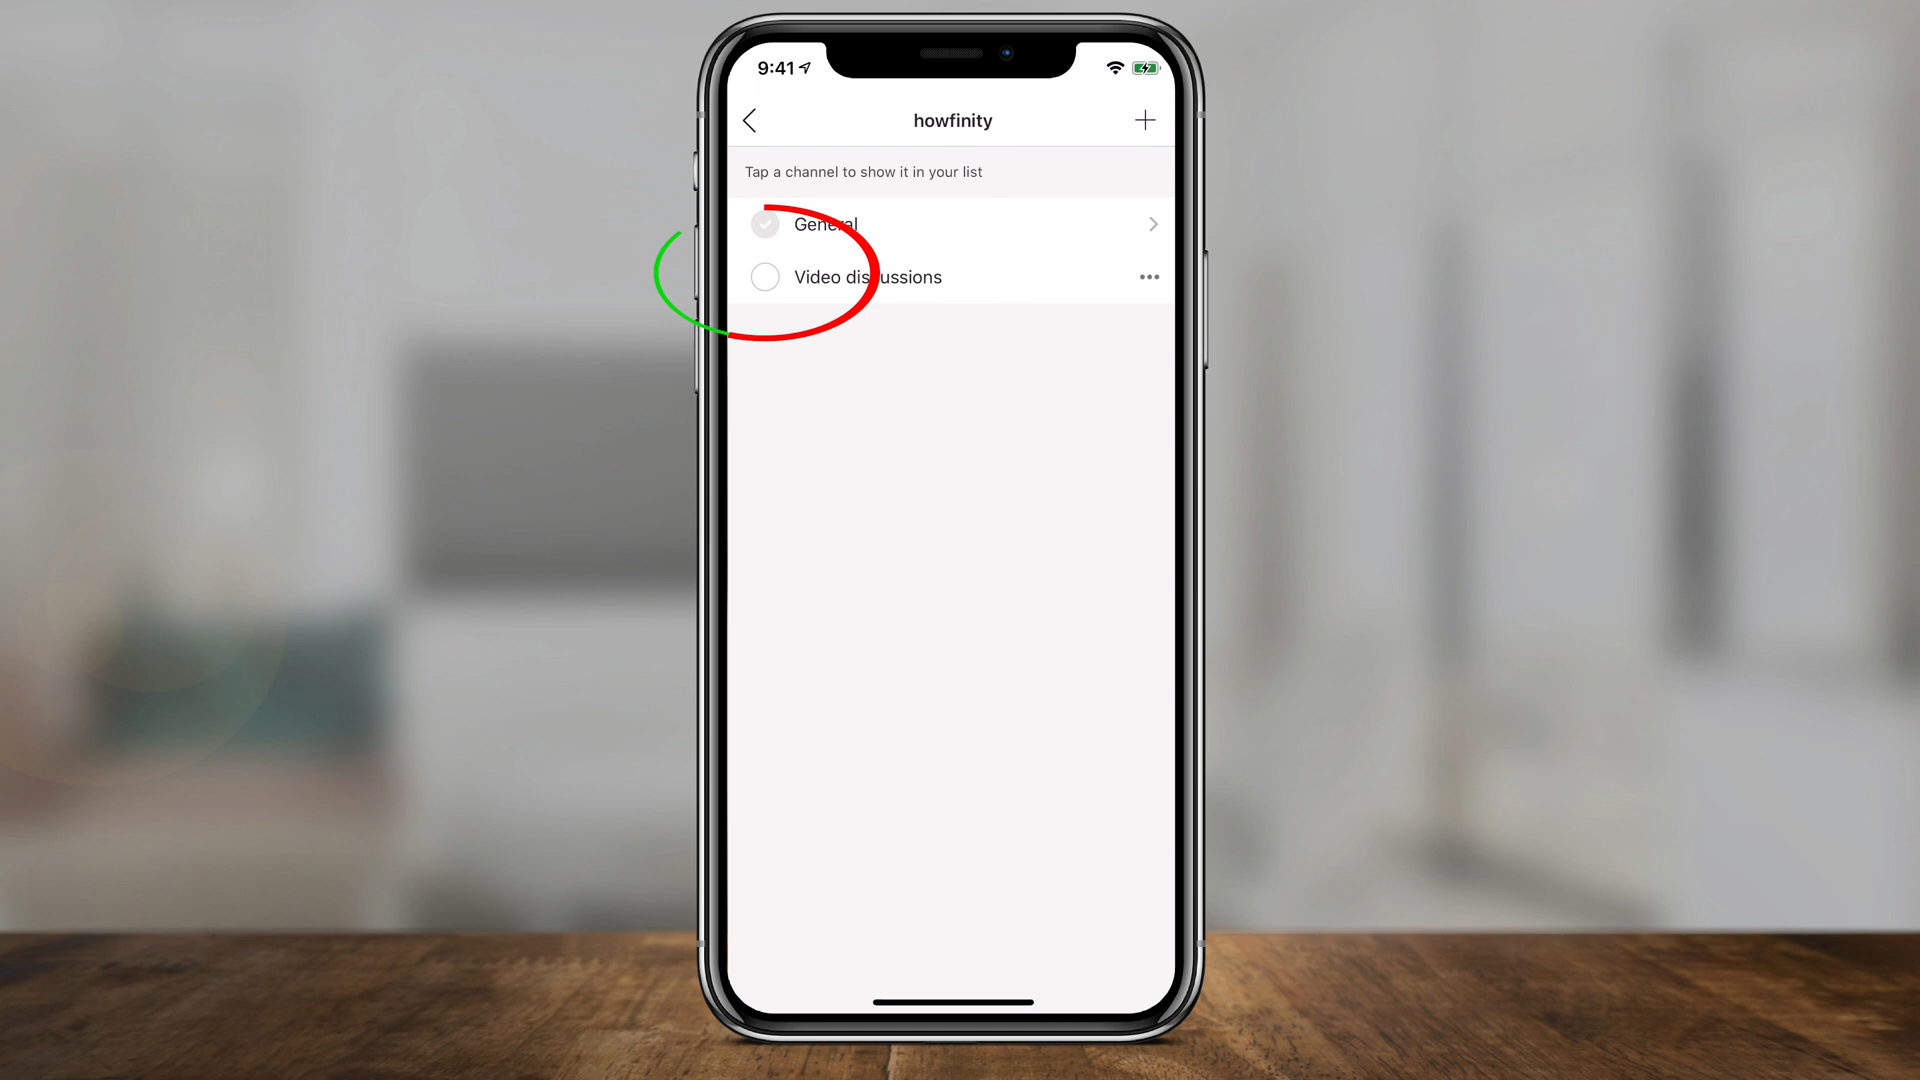 9:41
howfinity
Tap a channel to show it in your list
General
Video discussions